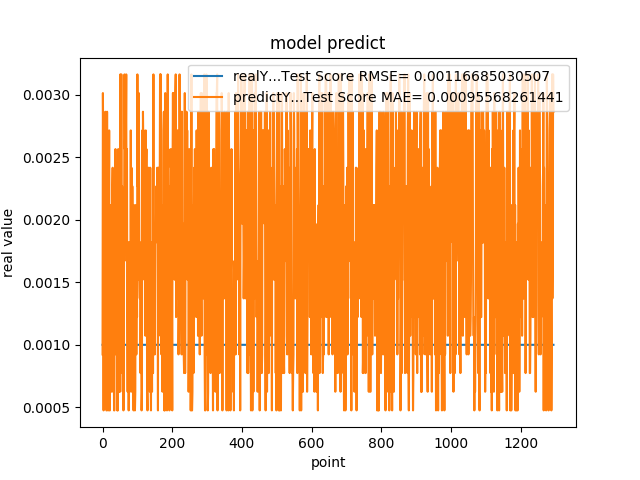 model predict
realY...Test Score RMSE= 0.00116685030507
predictY...Test Score MAE= 0.00095568261441
0.0030
0.0025
0.0020
0.0015
0.0010
0.0005
real value
0 200 400 600 800 1000 1200
point